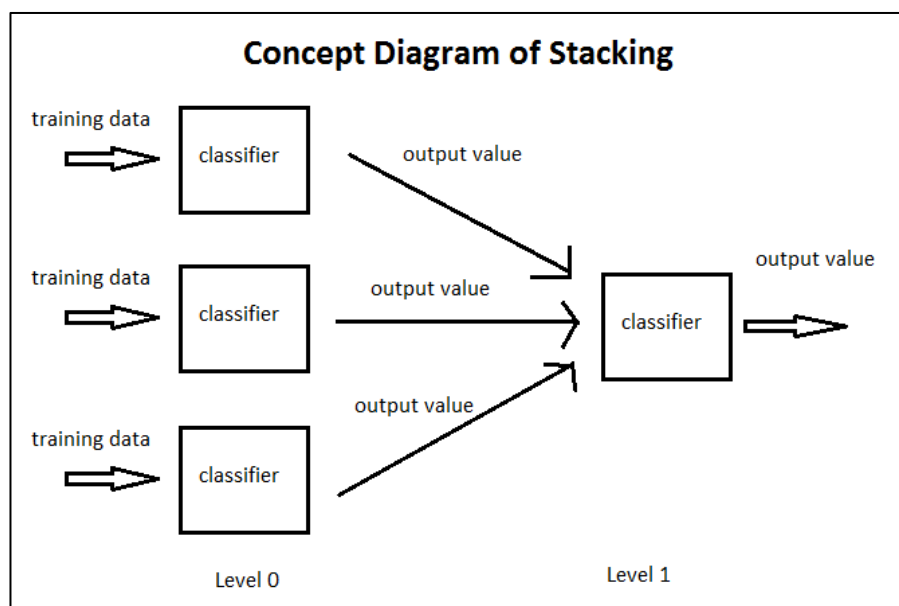 Concept Diagram of Stacking
training data
classifier
output value
training data
classifier
output value
output value
classifier
training data
classifier
output value
Level 0
Level 1